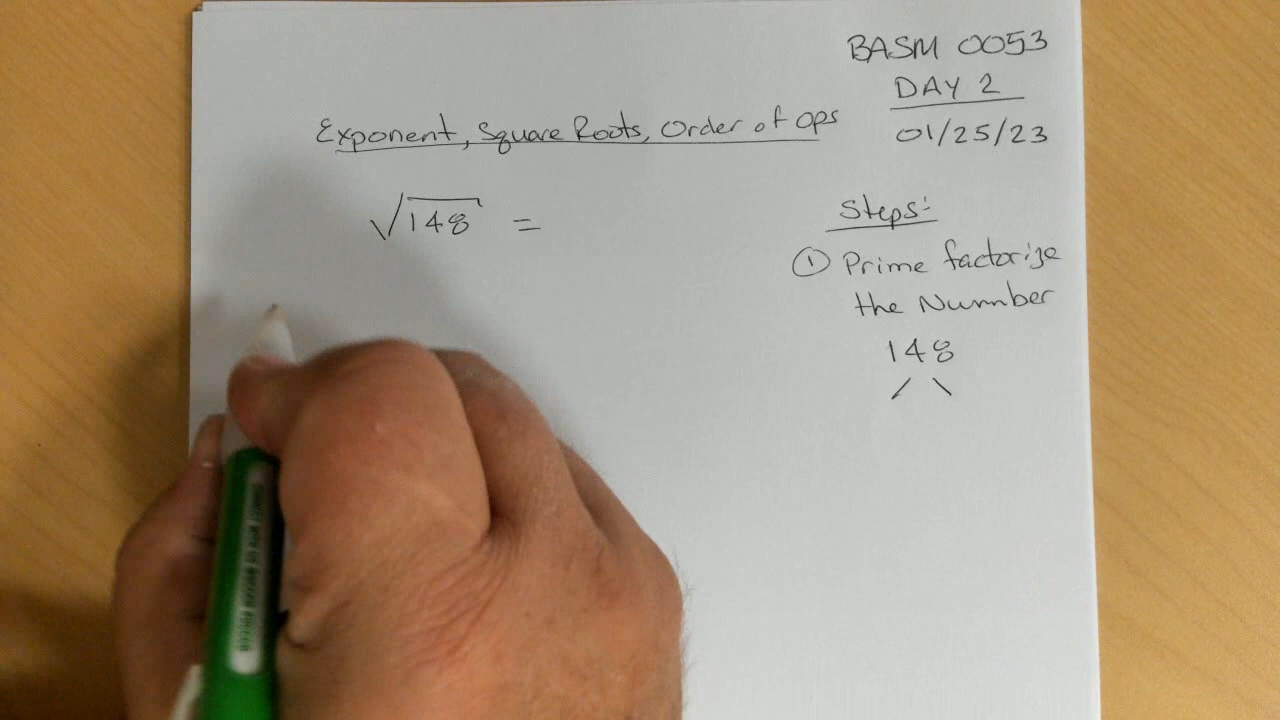 BASM 0053
DAY 2
01/25/23
Exponent, Square Roots, Order of ops
√148 =
Steps:
① Prime factorize
the Number
148